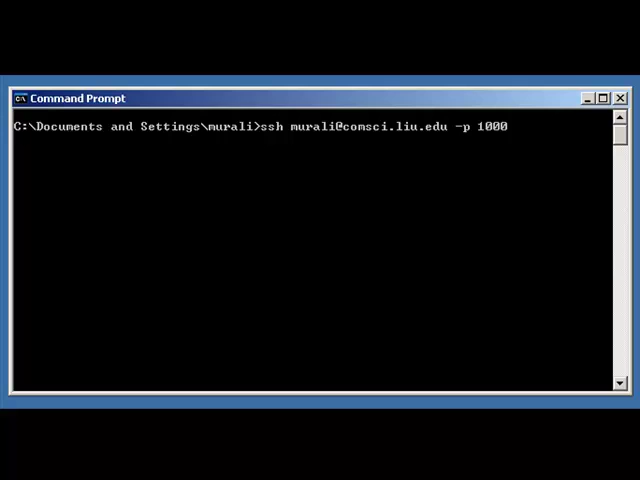 Command Prompt
C:\Documents and Settings\murali>ssh murali@comsci.liu.edu -p 1000